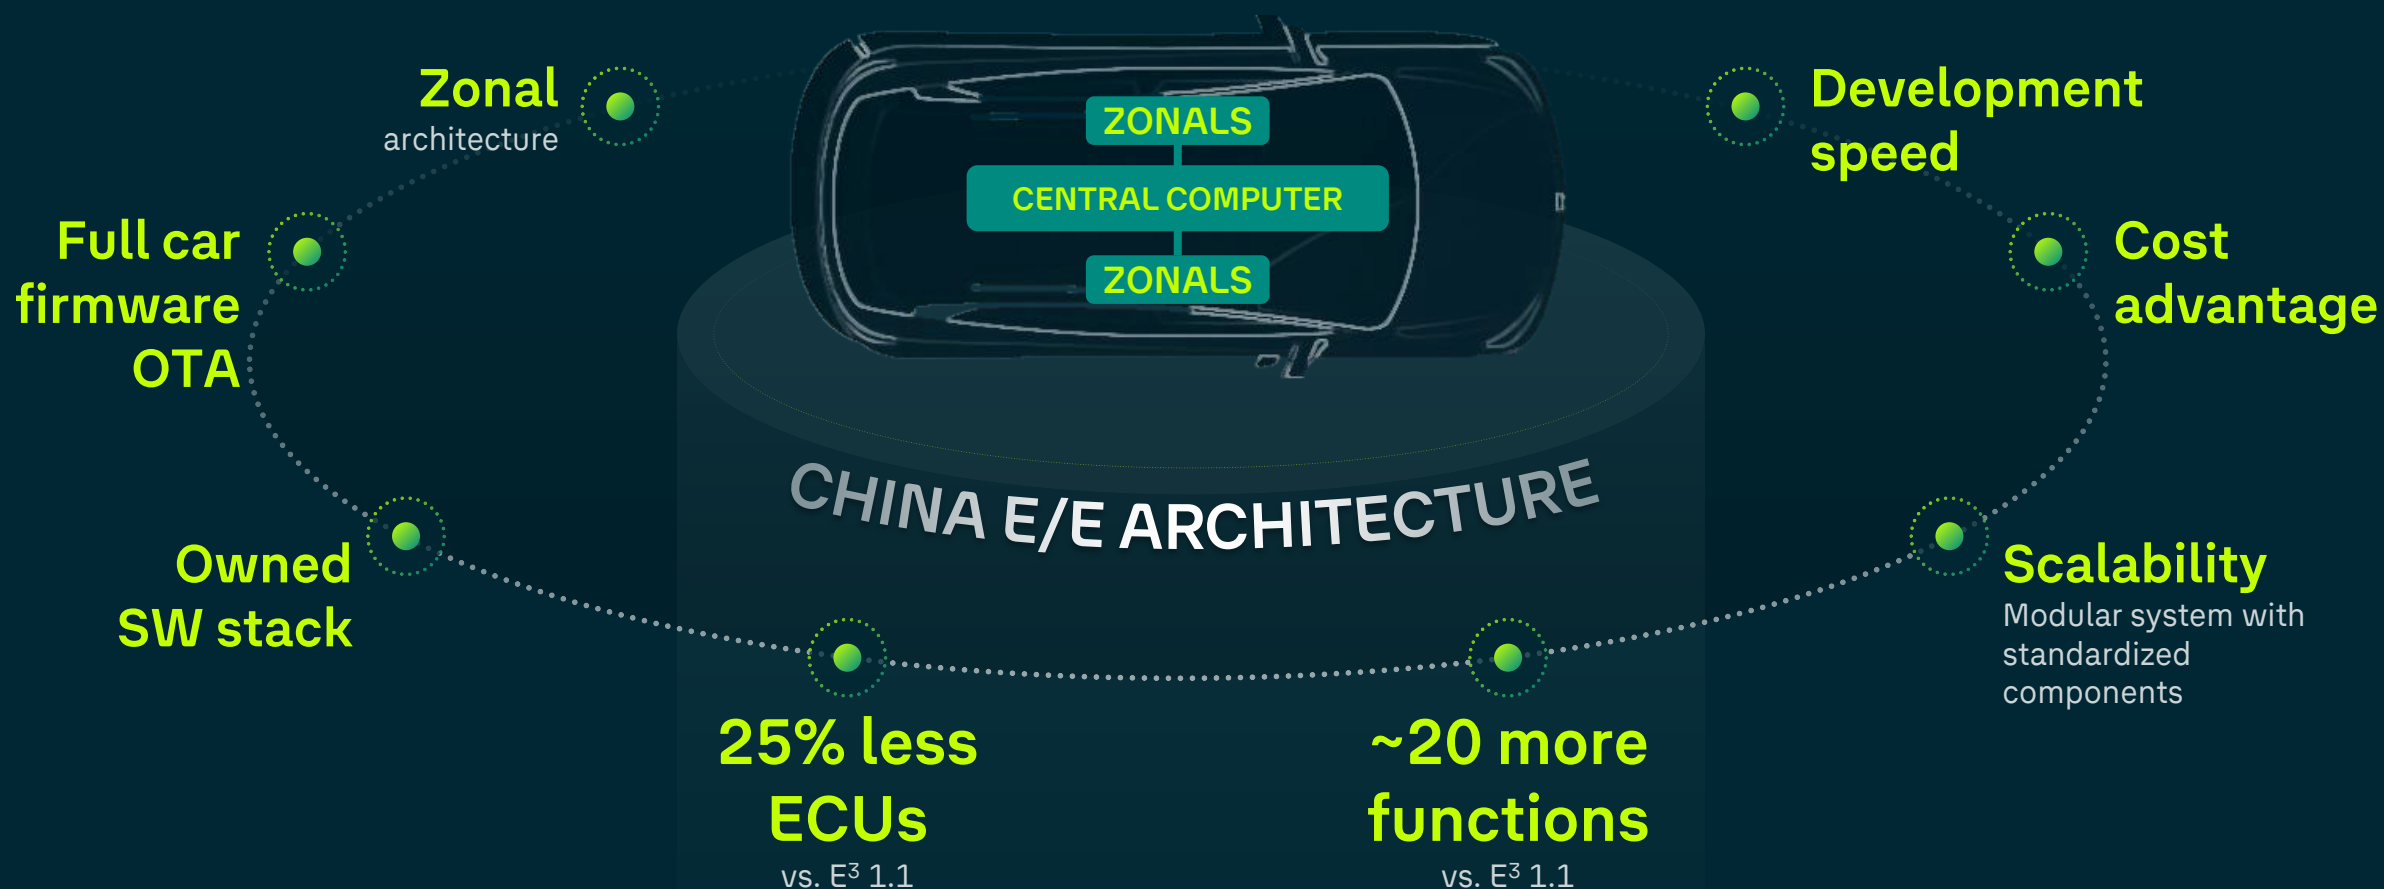 Zonal
architecture
Full car
firmware
OTA
Owned
SW stack
ZONALS
CENTRAL COMPUTER
ZONALS
CHINA E/E ARCHITECTURE
25% less
ECUs
vs. E³ 1.1
~20 more
functions
vs. E³ 1.1
Development
speed
Cost
advantage
Scalability
Modular system with
standardized
components